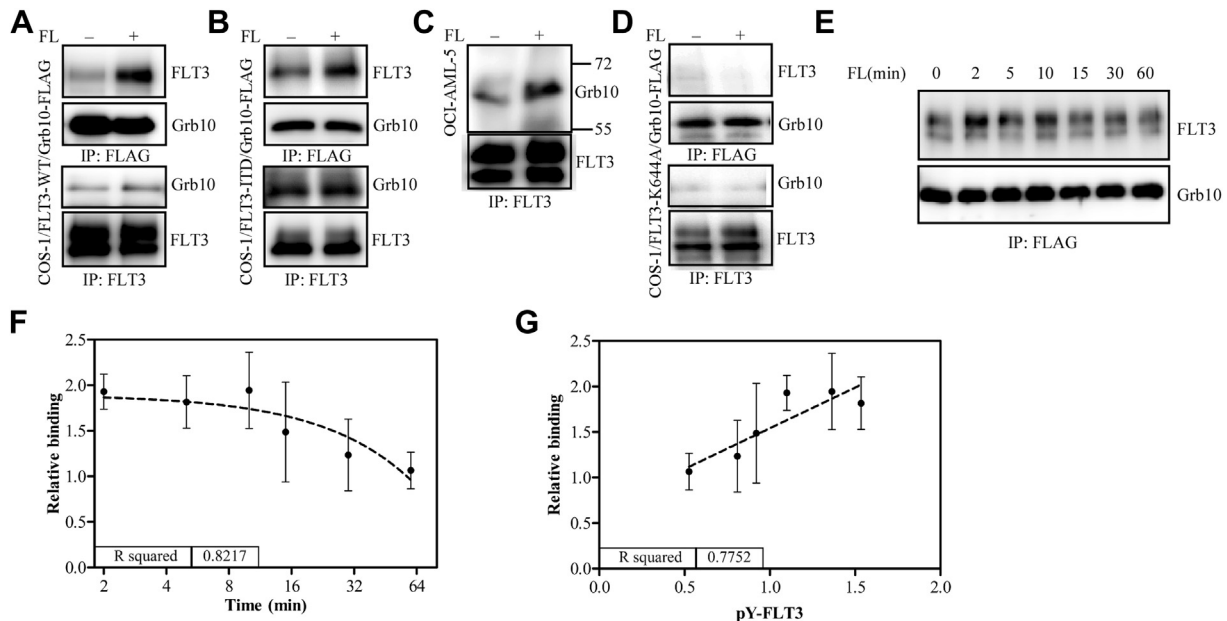 A
FL – +
COS-1/FLT3-WT/Grb10-FLAG
FLT3
Grb10
IP: FLAG
Grb10
FLT3
IP: FLT3
B
FL – +
COS-1/FLT3-ITD/Grb10-FLAG
FLT3
Grb10
IP: FLAG
Grb10
FLT3
IP: FLT3
C
FL – +
OCI-AML-5
72
Grb10
55
FLT3
IP: FLT3
D
FL – +
COS-1/FLT3-K644A/Grb10-FLAG
FLT3
Grb10
IP: FLAG
Grb10
FLT3
IP: FLT3
E
FL(min) 0 2 5 10 15 30 60
FLT3
Grb10
IP: FLAG
F
Relative binding
2.5
2.0
1.5
1.0
0.5
0.0
R squared 0.8217
2 4 8 16 32 64
Time (min)
G
Relative binding
2.5
2.0
1.5
1.0
0.5
0.0
R squared 0.7752
0.0 0.5 1.0 1.5 2.0
pY-FLT3